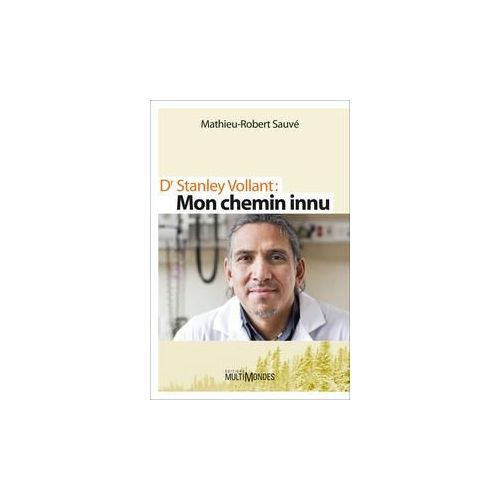 Mathieu-Robert Sauvé
Dr Stanley Vollant :
Mon chemin innu
ÉDITIONS
MULTIMONDES